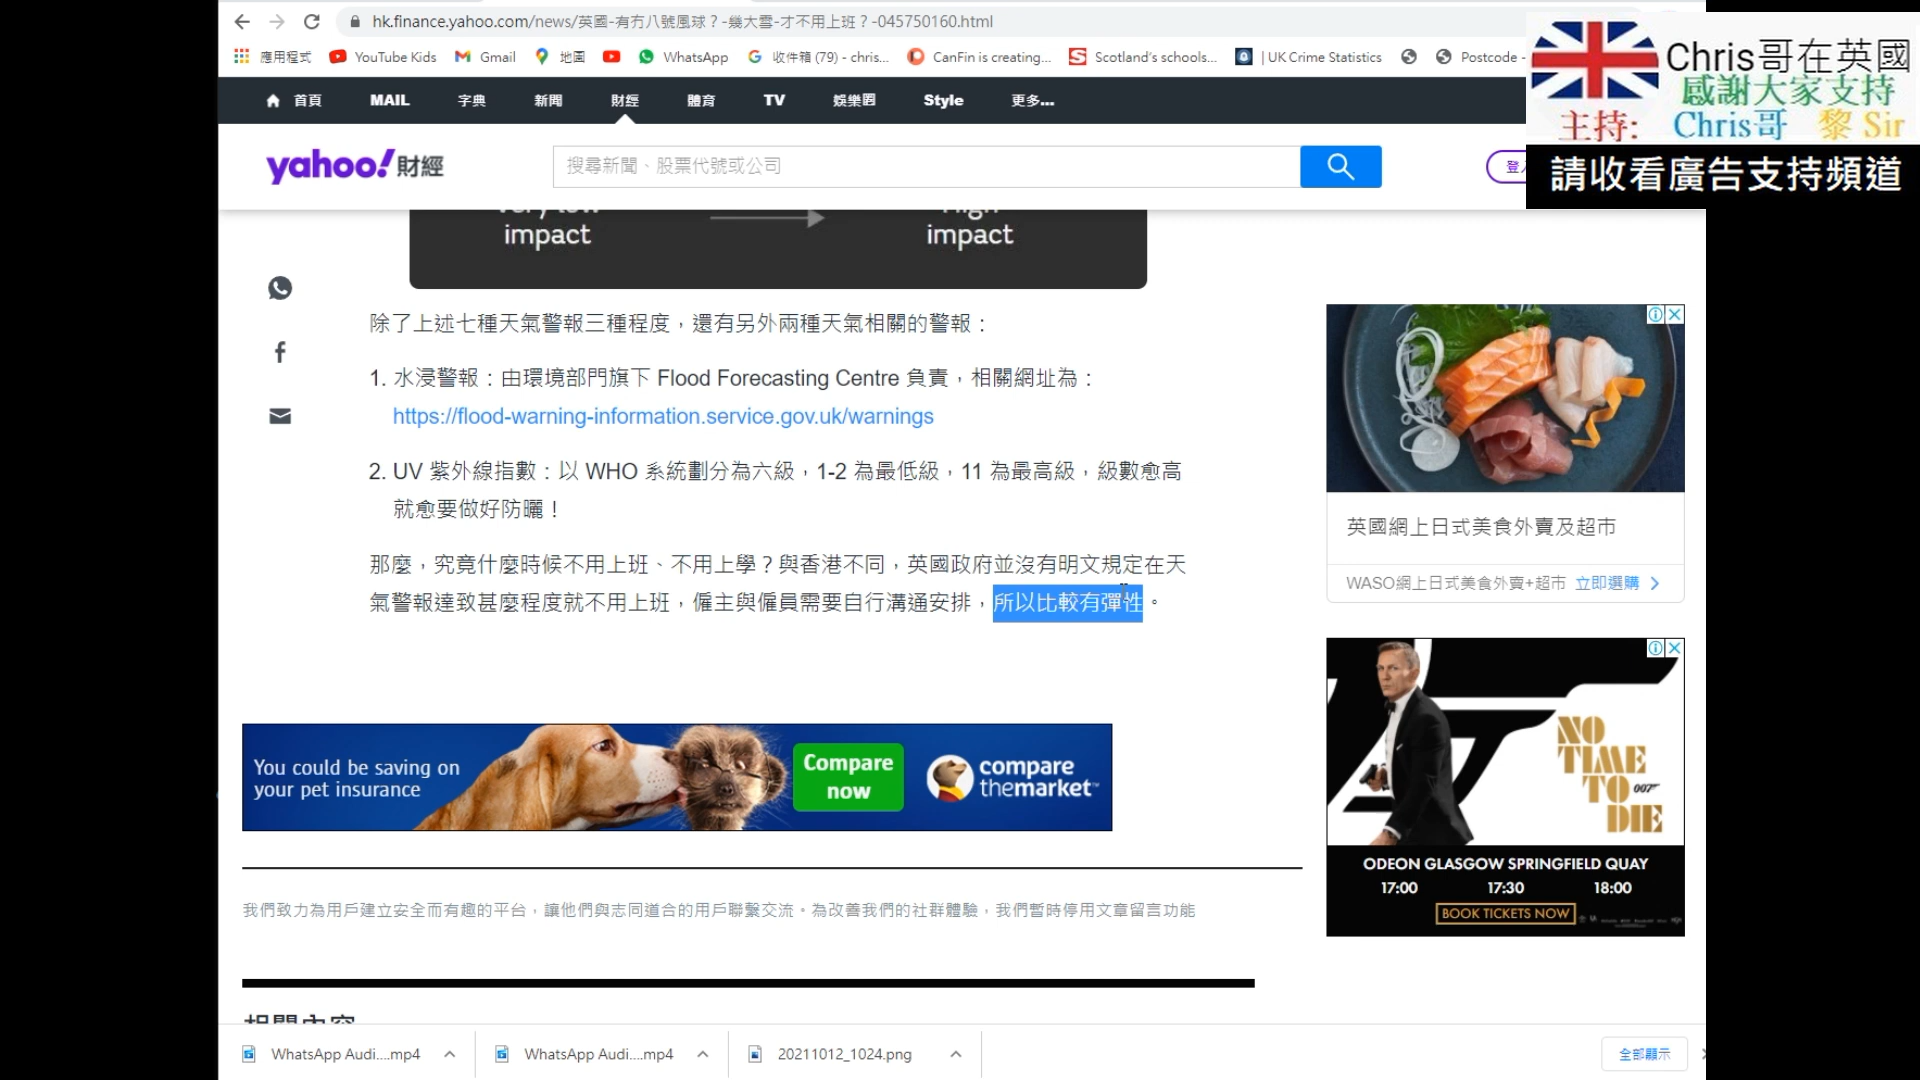 hk.finance.yahoo.com/news/英國-有冇八號風球？-幾大雪-才不用上班？-045750160.html
應用程式 YouTube Kids Gmail 地圖 WhatsApp 收件箱 (79) - chris... CanFin is creating... Scotland's schools... | UK Crime Statistics Postcode -
Chris哥在英國
感謝大家支持
主持: Chris哥 黎 Sir
請收看廣告支持頻道
首頁 MAIL 字典 新聞 財經 體育 TV 娛樂圈 Style 更多...
yahoo!財經
搜尋新聞、股票代號或公司
登
impact
impact
除了上述七種天氣警報三種程度，還有另外兩種天氣相關的警報：
1. 水浸警報：由環境部門旗下 Flood Forecasting Centre 負責，相關網址為：
https://flood-warning-information.service.gov.uk/warnings
2. UV 紫外線指數：以 WHO 系統劃分為六級，1-2 為最低級，11 為最高級，級數愈高
就愈要做好防曬！
那麼，究竟什麼時候不用上班、不用上學？與香港不同，英國政府並沒有明文規定在天
氣警報達致甚麼程度就不用上班，僱主與僱員需要自行溝通安排，所以比較有彈性。
英國網上日式美食外賣及超市
WASO網上日式美食外賣+超市 立即選購
You could be saving on
your pet insurance
Compare
now
compare
themarket
NO
TIME
TO 007
DIE
ODEON GLASGOW SPRINGFIELD QUAY
17:00 17:30 18:00
BOOK TICKETS NOW
我們致力為用戶建立安全而有趣的平台，讓他們與志同道合的用戶聯繫交流。為改善我們的社群體驗，我們暫時停用文章留言功能
相關內容
WhatsApp Audi....mp4 WhatsApp Audi....mp4 20211012_1024.png 全部顯示